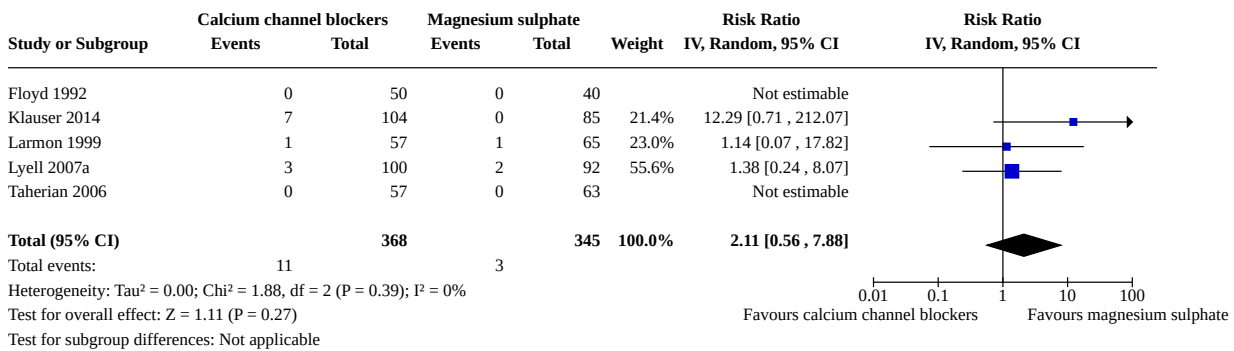 Calcium channel blockers Magnesium sulphate Risk Ratio Risk Ratio
Study or Subgroup Events Total Events Total Weight IV, Random, 95% CI IV, Random, 95% CI
Floyd 1992 0 50 0 40 Not estimable
Klauser 2014 7 104 0 85 21.4% 12.29 [0.71 , 212.07]
Larmon 1999 1 57 1 65 23.0% 1.14 [0.07 , 17.82]
Lyell 2007a 3 100 2 92 55.6% 1.38 [0.24 , 8.07]
Taherian 2006 0 57 0 63 Not estimable
Total (95% CI) 368 345 100.0% 2.11 [0.56 , 7.88]
Total events: 11 3
Heterogeneity: Tau² = 0.00; Chi² = 1.88, df = 2 (P = 0.39); I² = 0%
0.01 0.1 1 10 100
Test for overall effect: Z = 1.11 (P = 0.27)
Favours calcium channel blockers Favours magnesium sulphate
Test for subgroup differences: Not applicable